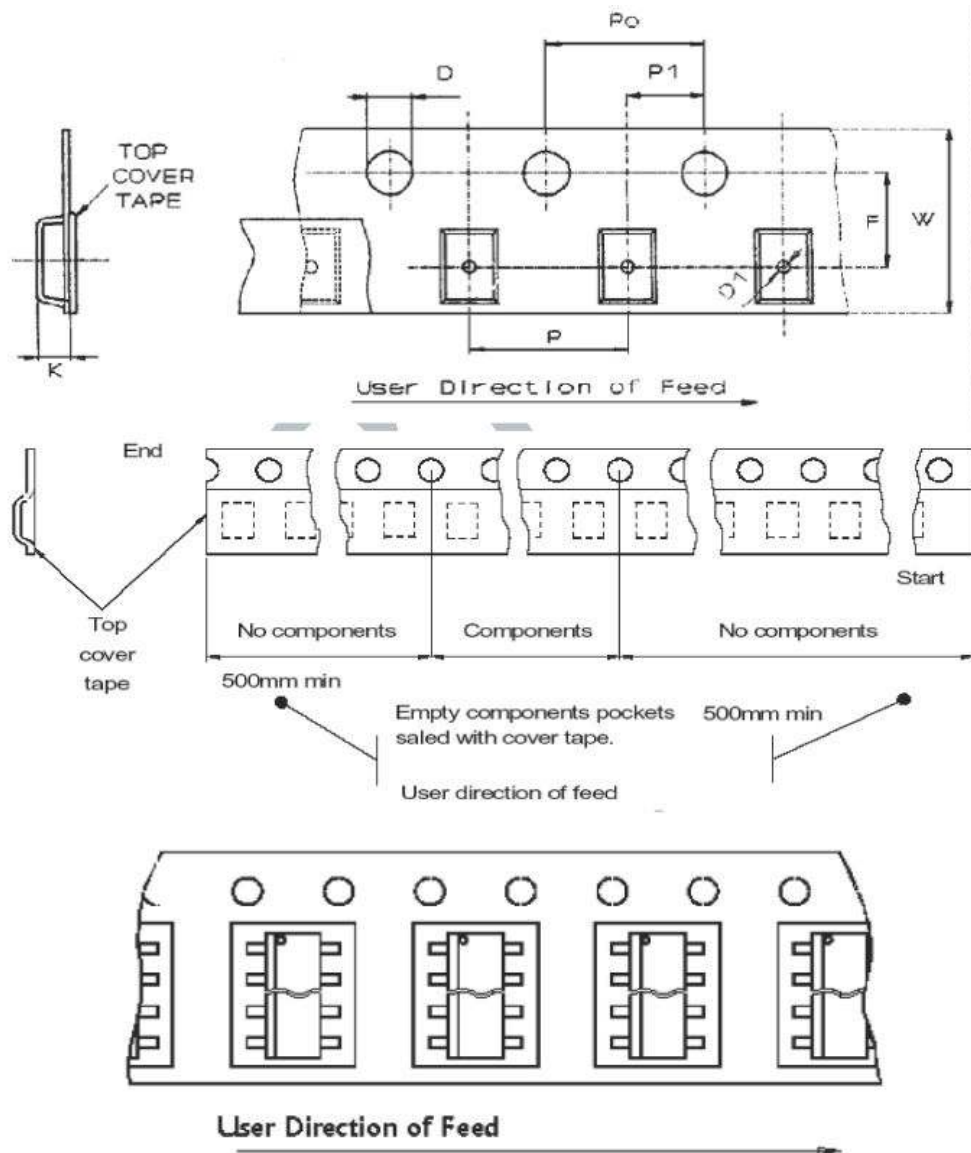 Po
D
P1
TOP
COVER
TAPE
F
W
D1
P
K
User Direction of Feed
End
Start
Top
cover
tape
No components
Components
No components
500mm min
500mm min
Empty components pockets
saled with cover tape.
User direction of feed
User Direction of Feed